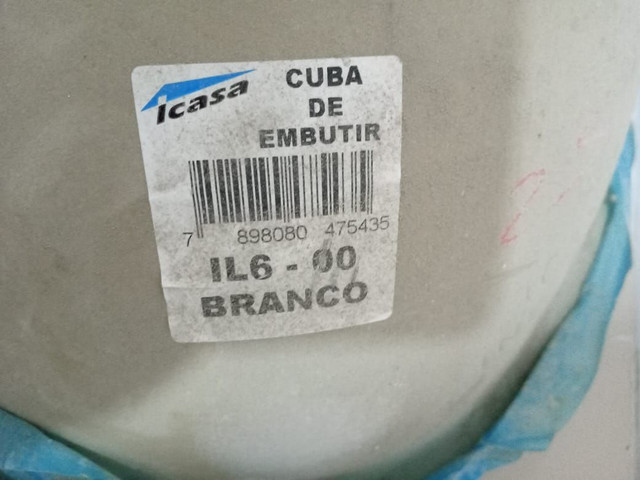 Icasa
CUBA
DE
EMBUTIR
7 898080 475435
IL6 - 00
BRANCO